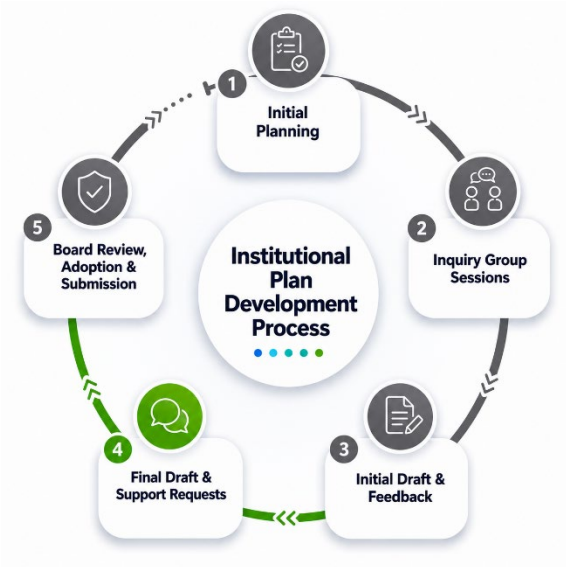 1
Initial
Planning
2
Inquiry Group
Sessions
3
Initial Draft &
Feedback
4
Final Draft &
Support Requests
5
Board Review,
Adoption &
Submission
Institutional
Plan
Development
Process